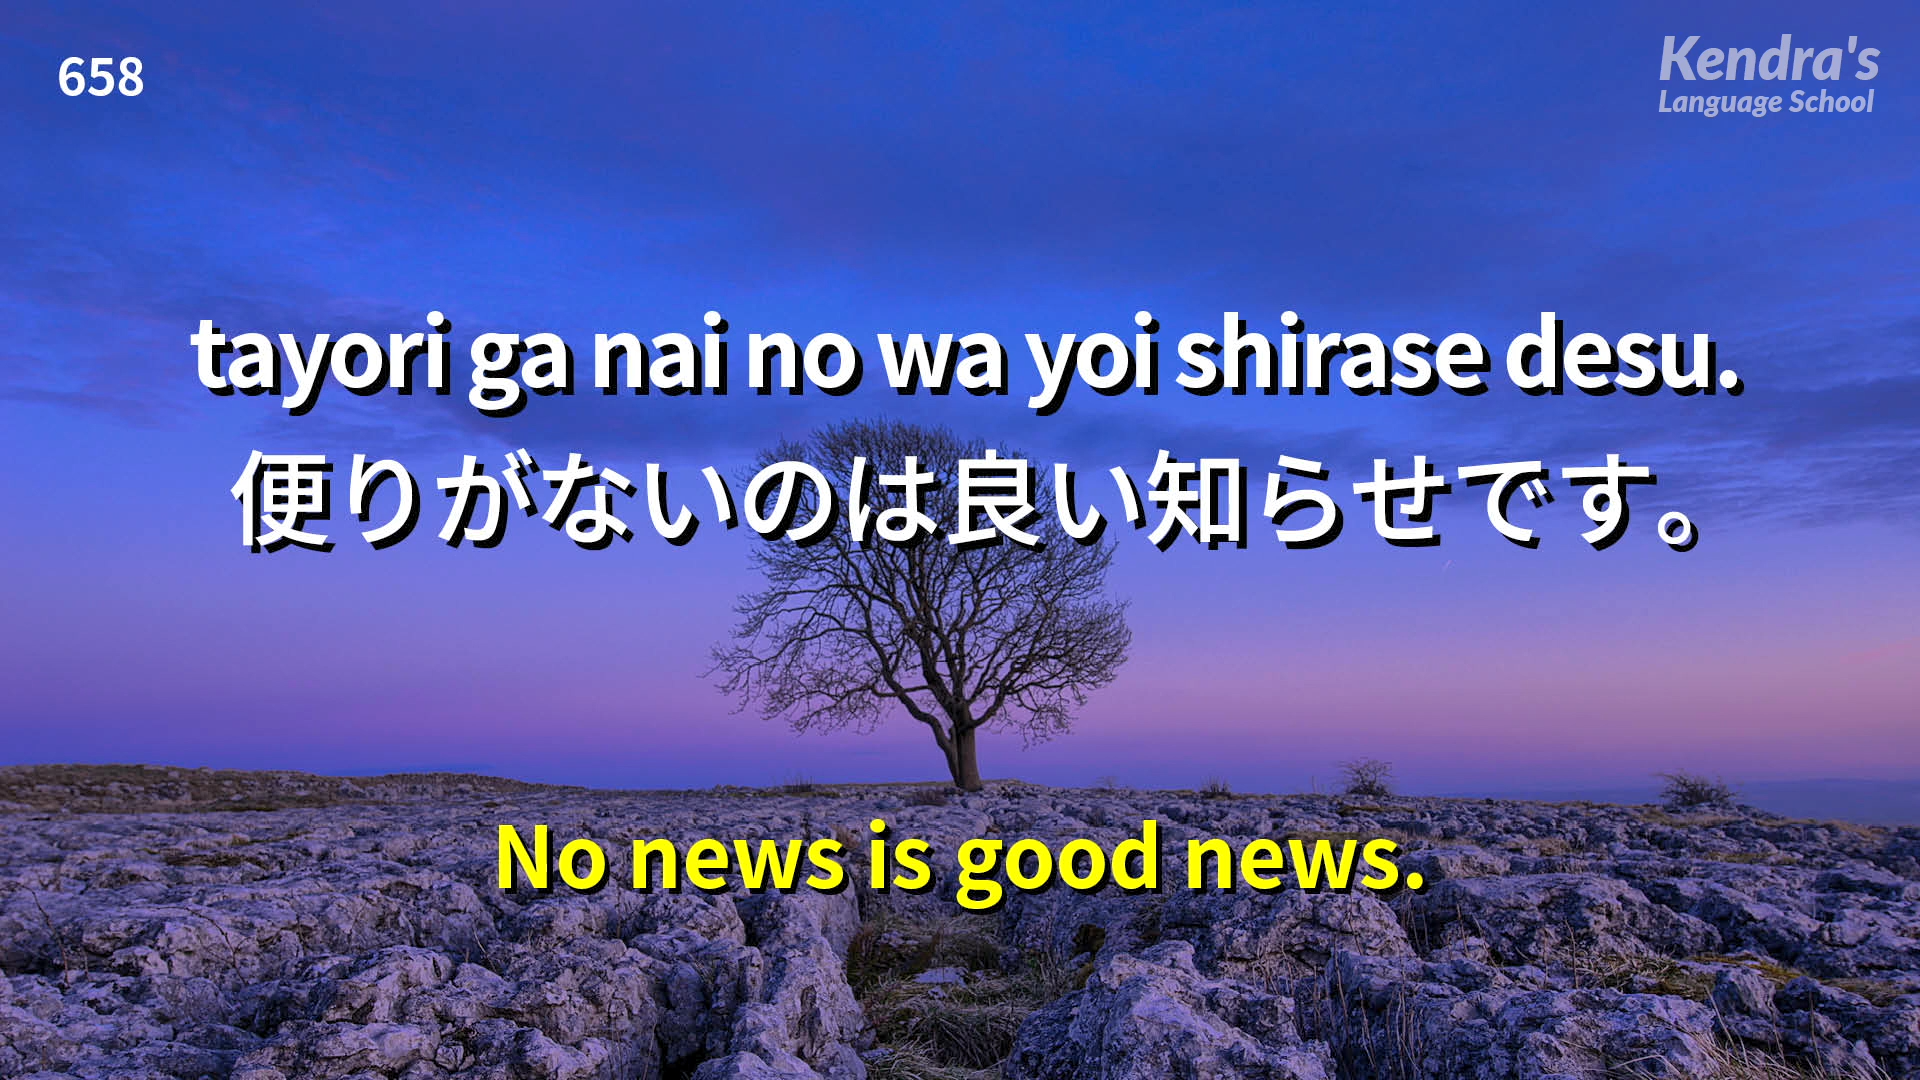 658
Kendra's
Language School
tayori ga nai no wa yoi shirase desu.
便りがないのは良い知らせです。
No news is good news.